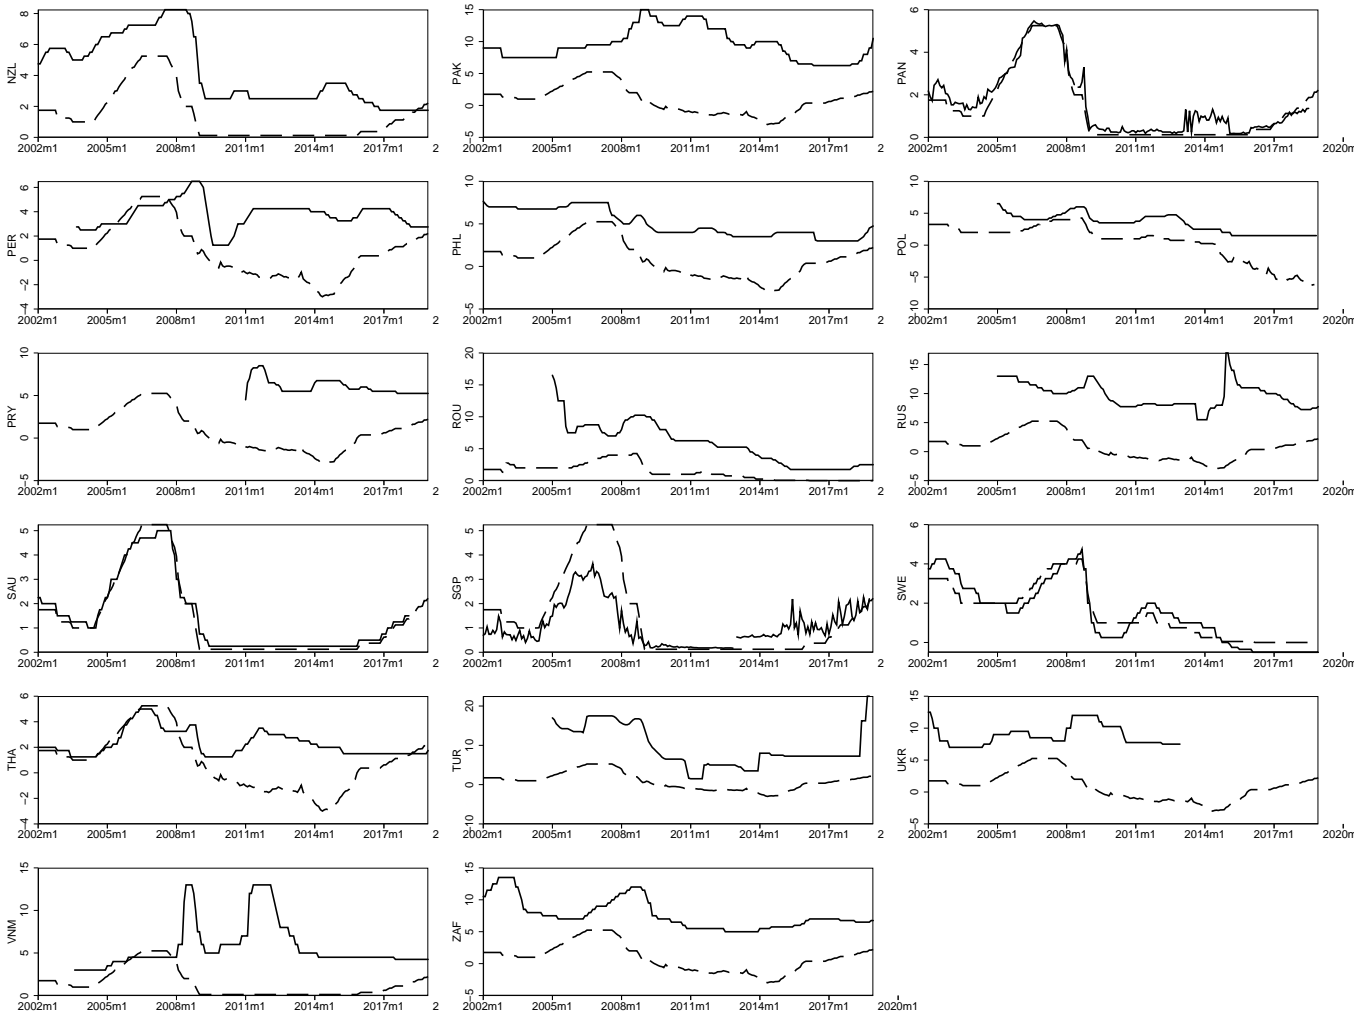 NZL
0
2
4
6
8
2002m1 2005m1 2008m1 2011m1 2014m1 2017m1 2
PAK
−5
0
5
10
15
2002m1 2005m1 2008m1 2011m1 2014m1 2017m1 2
PAN
0
2
4
6
2002m1 2005m1 2008m1 2011m1 2014m1 2017m1 2020m
PER
−4
−2
0
2
4
6
2002m1 2005m1 2008m1 2011m1 2014m1 2017m1 2
PHL
−5
0
5
10
2002m1 2005m1 2008m1 2011m1 2014m1 2017m1 2
POL
−10
−5
0
5
10
2002m1 2005m1 2008m1 2011m1 2014m1 2017m1 2020m
PRY
−5
0
5
10
2002m1 2005m1 2008m1 2011m1 2014m1 2017m1 2
ROU
0
5
10
15
20
2002m1 2005m1 2008m1 2011m1 2014m1 2017m1 2
RUS
−5
0
5
10
15
2002m1 2005m1 2008m1 2011m1 2014m1 2017m1 2020m
SAU
0
1
2
3
4
5
2002m1 2005m1 2008m1 2011m1 2014m1 2017m1 2
SGP
0
1
2
3
4
5
2002m1 2005m1 2008m1 2011m1 2014m1 2017m1 2
SWE
0
2
4
6
2002m1 2005m1 2008m1 2011m1 2014m1 2017m1 2020m
THA
−4
−2
0
2
4
6
2002m1 2005m1 2008m1 2011m1 2014m1 2017m1 2
TUR
−10
0
10
20
2002m1 2005m1 2008m1 2011m1 2014m1 2017m1 2
UKR
−5
0
5
10
15
2002m1 2005m1 2008m1 2011m1 2014m1 2017m1 2020m
VNM
0
5
10
15
2002m1 2005m1 2008m1 2011m1 2014m1 2017m1 2
ZAF
−5
0
5
10
15
2002m1 2005m1 2008m1 2011m1 2014m1 2017m1 2020m1